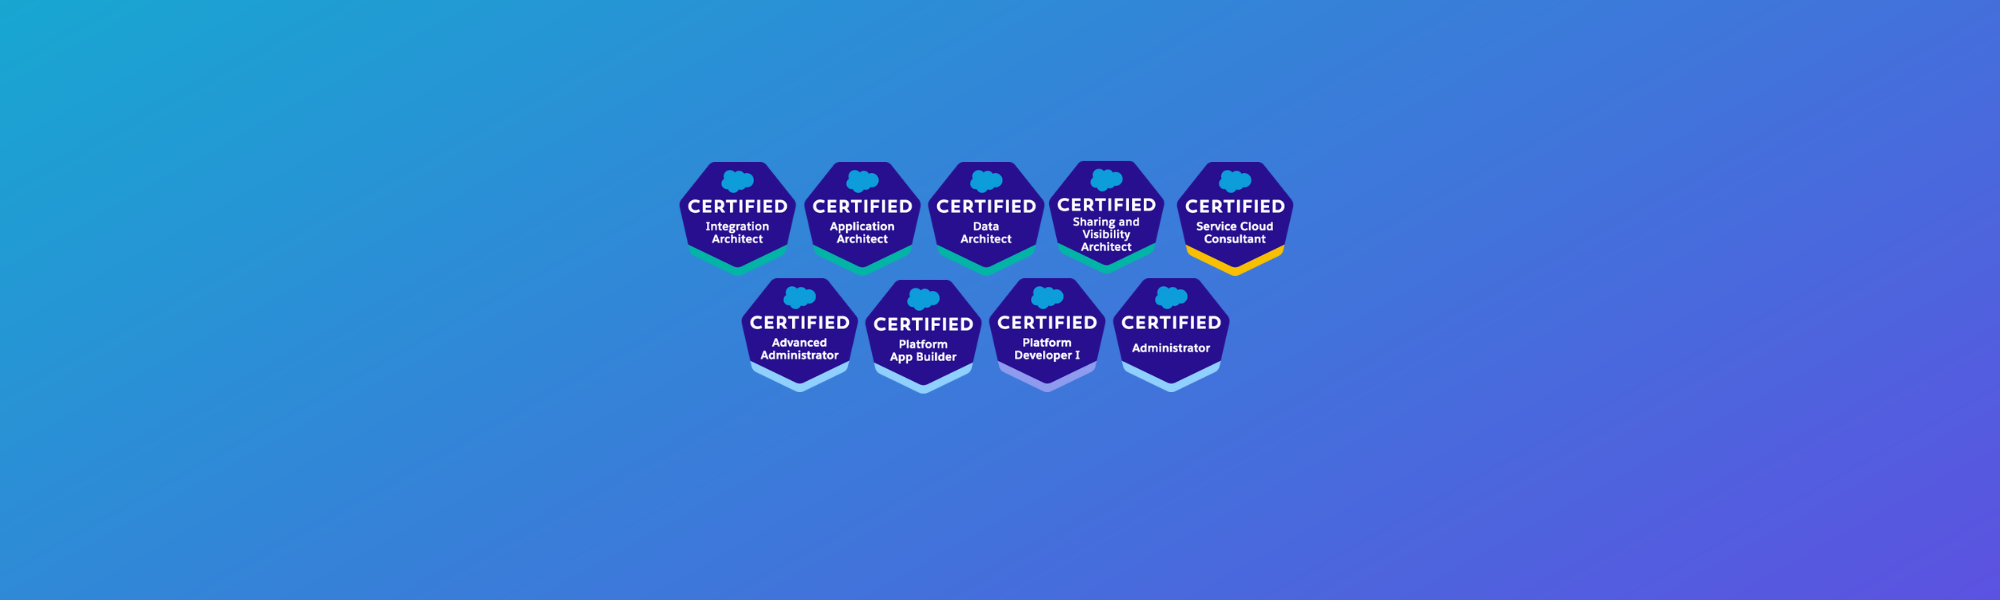 CERTIFIED
Integration
Architect
CERTIFIED
Application
Architect
CERTIFIED
Data
Architect
CERTIFIED
Sharing and
Visibility
Architect
CERTIFIED
Service Cloud
Consultant
CERTIFIED
Advanced
Administrator
CERTIFIED
Platform
App Builder
CERTIFIED
Platform
Developer I
CERTIFIED
Administrator